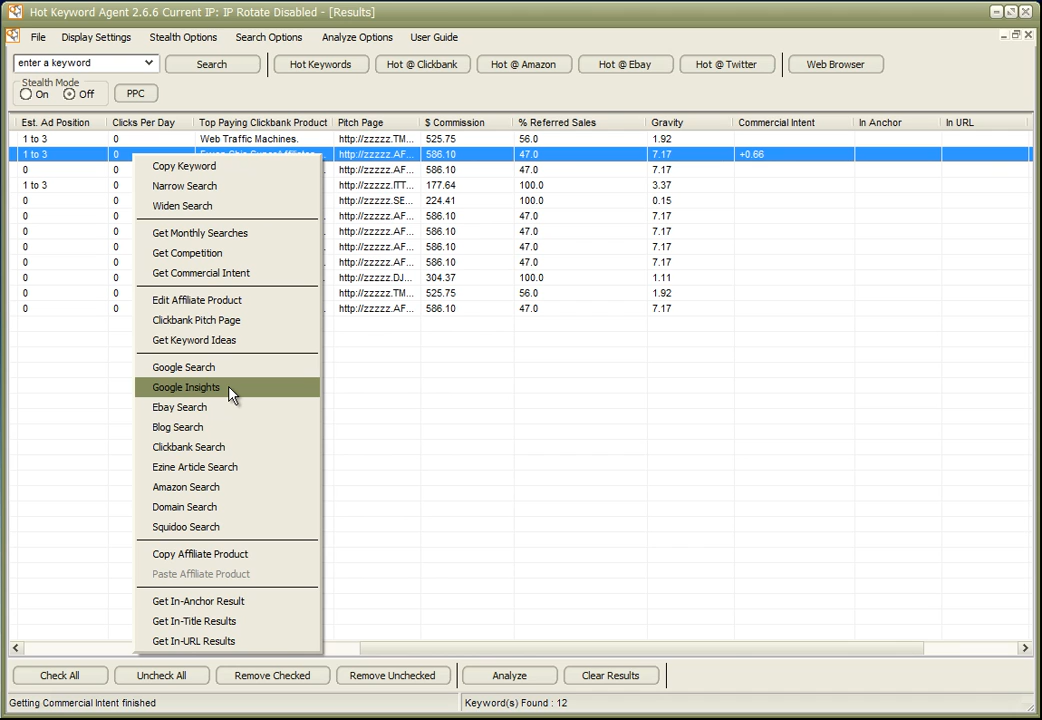 Hot Keyword Agent 2.6.6 Current IP: IP Rotate Disabled - [Results]
File Display Settings Stealth Options Search Options Analyze Options User Guide
enter a keyword Search Hot Keywords Hot @ Clickbank Hot @ Amazon Hot @ Ebay Hot @ Twitter Web Browser
Stealth Mode
On Off PPC
Est. Ad Position Clicks Per Day Top Paying Clickbank Product Pitch Page $ Commission % Referred Sales Gravity Commercial Intent In Anchor In URL
1 to 3 0 Web Traffic Machines. http://zzzzz.TM... 525.75 56.0 1.92
1 to 3 0 http://zzzzz.AF... 586.10 47.0 7.17 +0.66
0 0 http://zzzzz.AF... 586.10 47.0 7.17
1 to 3 0 http://zzzzz.ITT... 177.64 100.0 3.37
0 0 http://zzzzz.SE... 224.41 100.0 0.15
0 0 http://zzzzz.AF... 586.10 47.0 7.17
0 0 http://zzzzz.AF... 586.10 47.0 7.17
0 0 http://zzzzz.AF... 586.10 47.0 7.17
0 0 http://zzzzz.AF... 586.10 47.0 7.17
0 0 http://zzzzz.DJ... 304.37 100.0 1.11
0 0 http://zzzzz.TM... 525.75 56.0 1.92
0 0 http://zzzzz.AF... 586.10 47.0 7.17
Copy Keyword
Narrow Search
Widen Search
Get Monthly Searches
Get Competition
Get Commercial Intent
Edit Affiliate Product
Clickbank Pitch Page
Get Keyword Ideas
Google Search
Google Insights
Ebay Search
Blog Search
Clickbank Search
Ezine Article Search
Amazon Search
Domain Search
Squidoo Search
Copy Affiliate Product
Paste Affiliate Product
Get In-Anchor Result
Get In-Title Results
Get In-URL Results
Check All Uncheck All Remove Checked Remove Unchecked Analyze Clear Results
Getting Commercial Intent finished Keyword(s) Found : 12